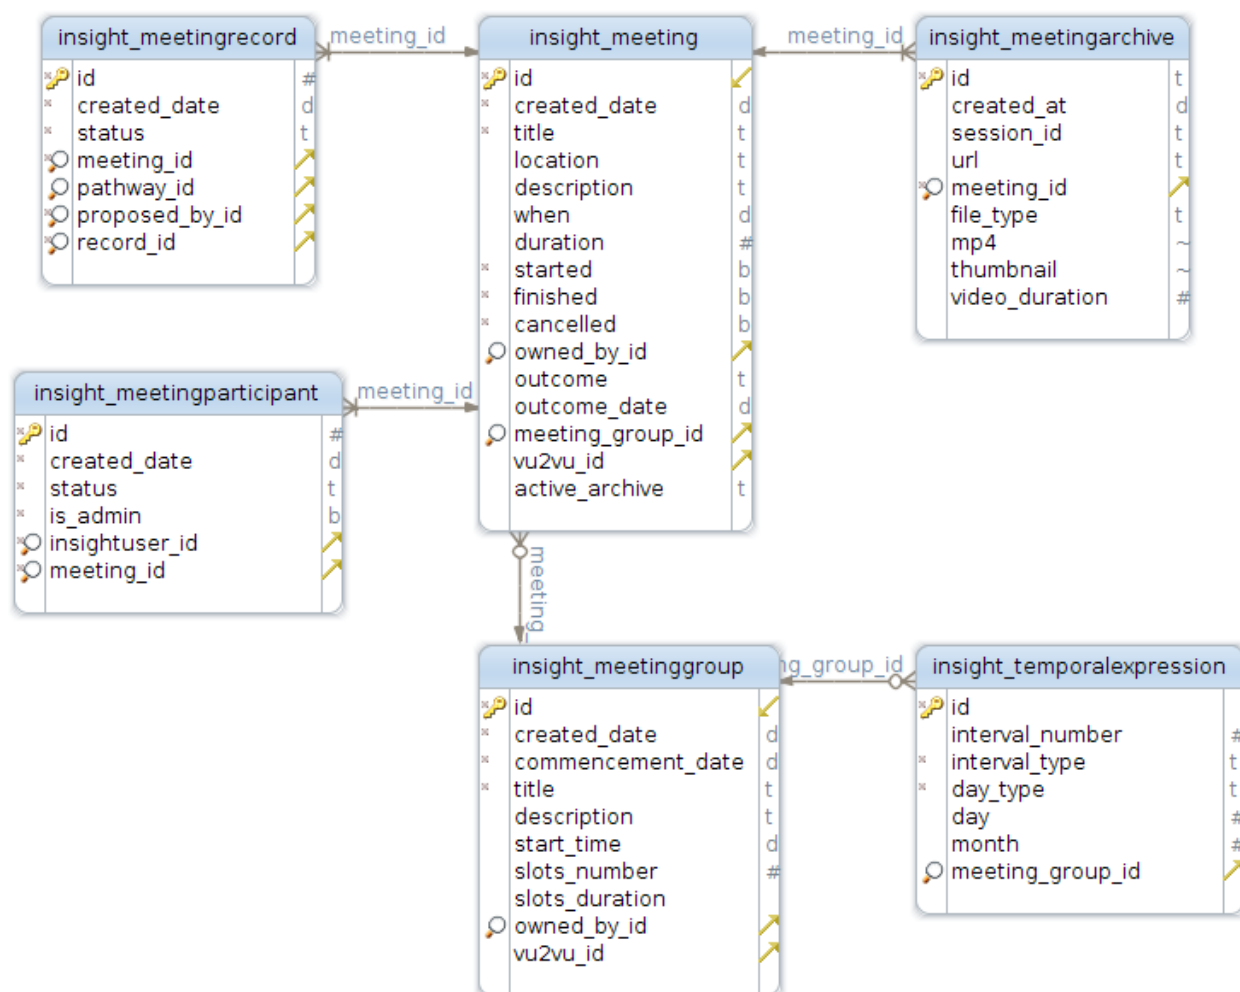 insight_meetingrecord
id #
created_date d
status t
meeting_id
pathway_id
proposed_by_id
record_id
meeting_id
insight_meeting
id
created_date d
title t
location t
description t
when d
duration #
started b
finished b
cancelled b
owned_by_id
outcome t
outcome_date d
meeting_group_id
vu2vu_id
active_archive t
meeting_id
insight_meetingarchive
id t
created_at d
session_id t
url t
meeting_id
file_type t
mp4 ~
thumbnail ~
video_duration #
insight_meetingparticipant
id #
created_date d
status t
is_admin b
insightuser_id
meeting_id
meeting_id
meeting_
insight_meetinggroup
id
created_date d
commencement_date d
title t
description t
start_time d
slots_number #
slots_duration
owned_by_id
vu2vu_id
ng_group_id
insight_temporalexpression
id
interval_number #
interval_type t
day_type t
day #
month #
meeting_group_id